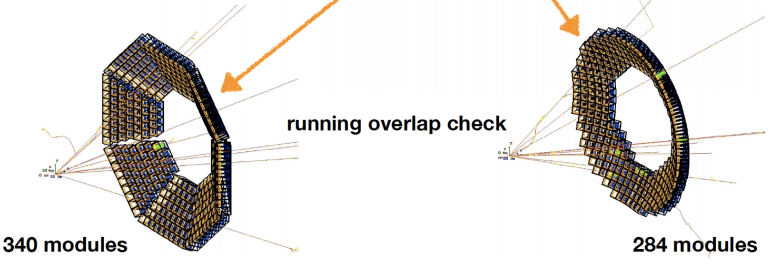 running overlap check
340 modules
284 modules